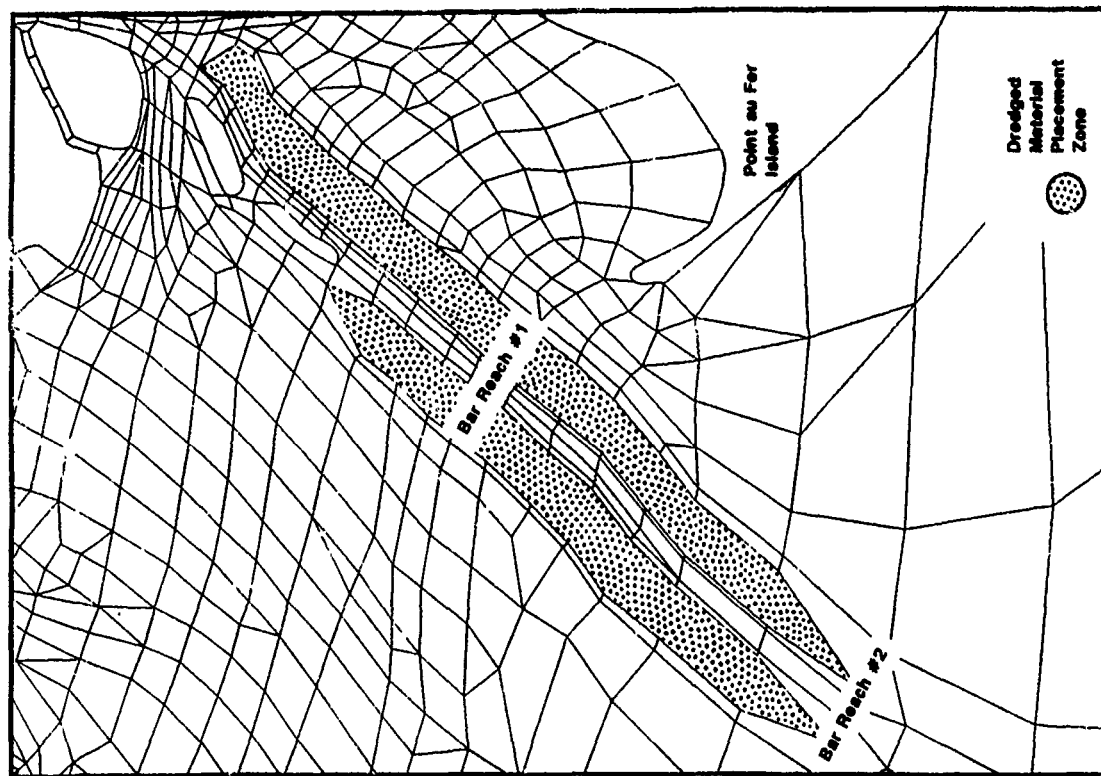 Bar Reach #1
Bar Reach #2
Point au Fer
Island
Dredged
Material
Placement
Zone